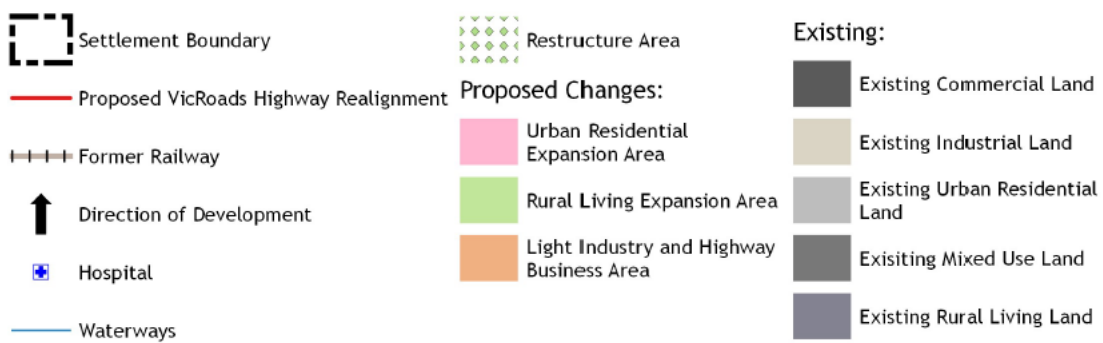 Settlement Boundary
Proposed VicRoads Highway Realignment
Former Railway
Direction of Development
Hospital
Waterways
Restructure Area
Proposed Changes:
Urban Residential
Expansion Area
Rural Living Expansion Area
Light Industry and Highway
Business Area
Existing:
Existing Commercial Land
Existing Industrial Land
Existing Urban Residential
Land
Exisiting Mixed Use Land
Existing Rural Living Land